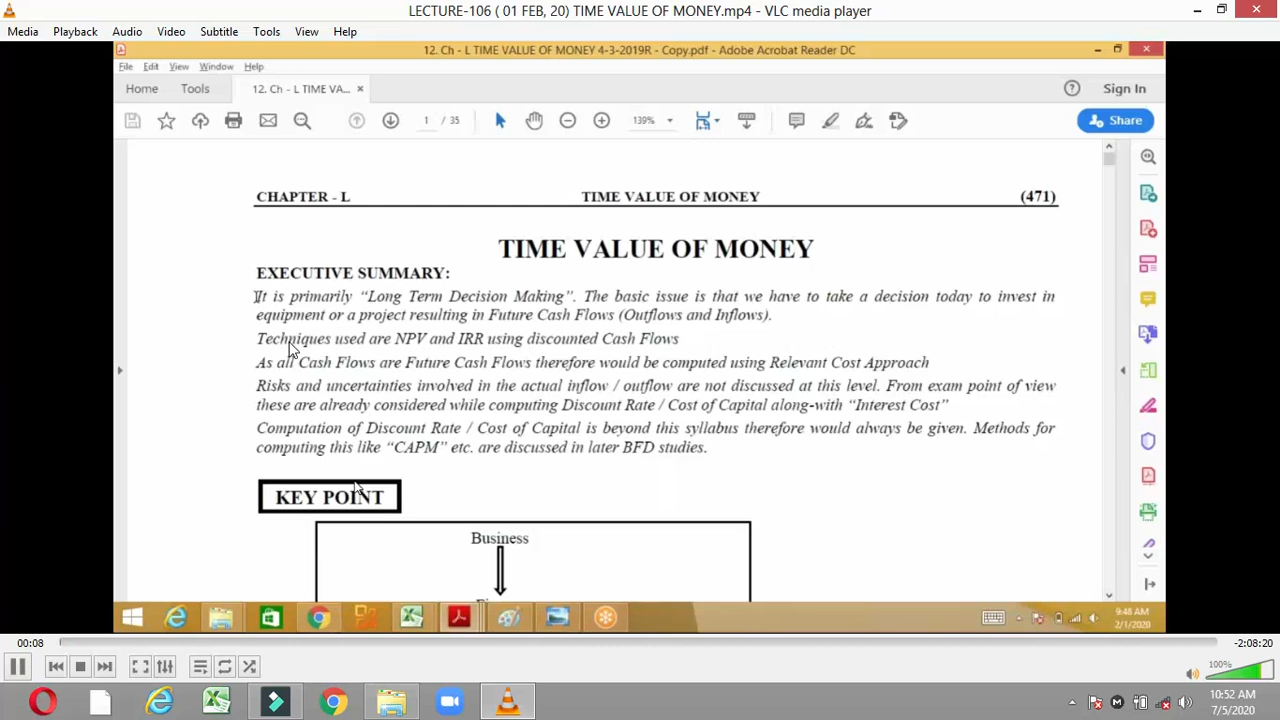 LECTURE-106 ( 01 FEB, 20) TIME VALUE OF MONEY.mp4 - VLC media player
Media Playback Audio Video Subtitle Tools View Help
12. Ch - L TIME VALUE OF MONEY 4-3-2019R - Copy.pdf - Adobe Acrobat Reader DC
File Edit View Window Help
Home Tools 12. Ch - L TIME VA... × Sign In
1 / 35 139% Share
CHAPTER - L TIME VALUE OF MONEY (471)
TIME VALUE OF MONEY
EXECUTIVE SUMMARY:
It is primarily “Long Term Decision Making”. The basic issue is that we have to take a decision today to invest in
equipment or a project resulting in Future Cash Flows (Outflows and Inflows).
Techniques used are NPV and IRR using discounted Cash Flows
As all Cash Flows are Future Cash Flows therefore would be computed using Relevant Cost Approach
Risks and uncertainties involved in the actual inflow / outflow are not discussed at this level. From exam point of view
these are already considered while computing Discount Rate / Cost of Capital along-with “Interest Cost”
Computation of Discount Rate / Cost of Capital is beyond this syllabus therefore would always be given. Methods for
computing this like “CAPM” etc. are discussed in later BFD studies.
KEY POINT
Business
9:48 AM
2/1/2020
00:08 -2:08:20
100%
10:52 AM
7/5/2020